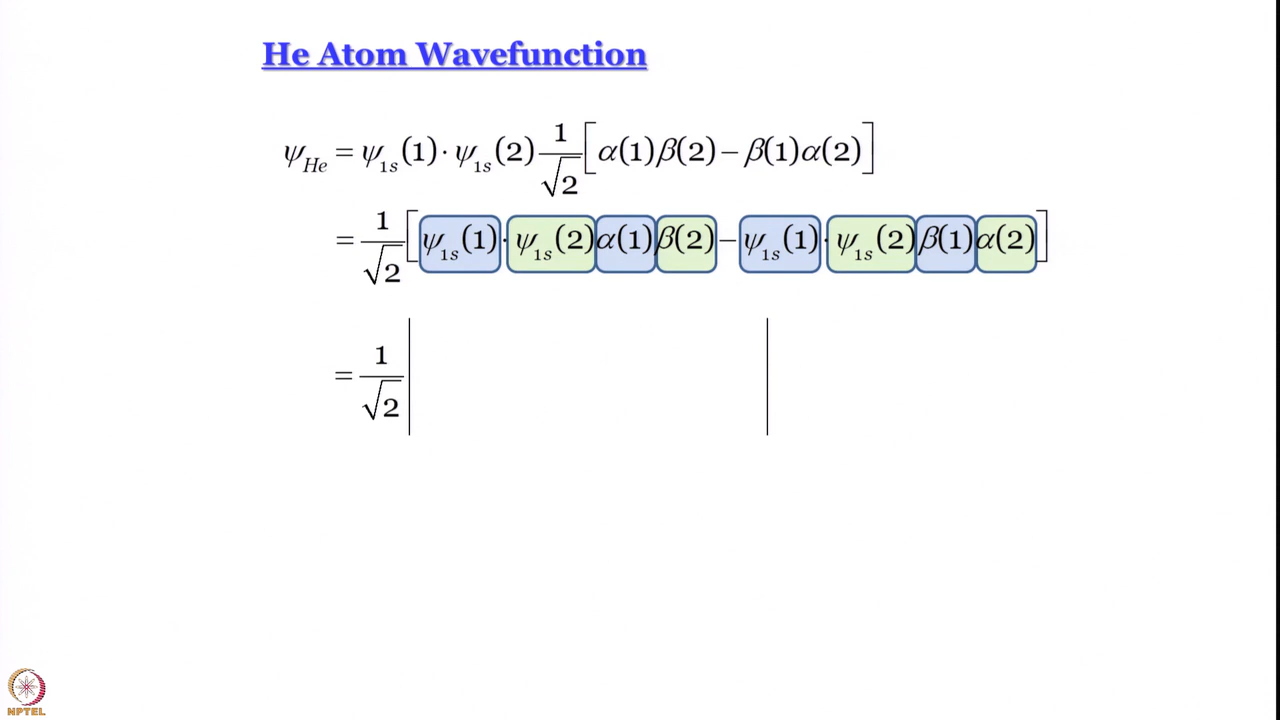 He Atom Wavefunction
ψ_He = ψ_1s(1)·ψ_1s(2) 1/√2 [α(1)β(2) − β(1)α(2)]
= 1/√2 [ψ_1s(1)·ψ_1s(2)α(1)β(2) − ψ_1s(1)·ψ_1s(2)β(1)α(2)]
= 1/√2 | |
NPTEL